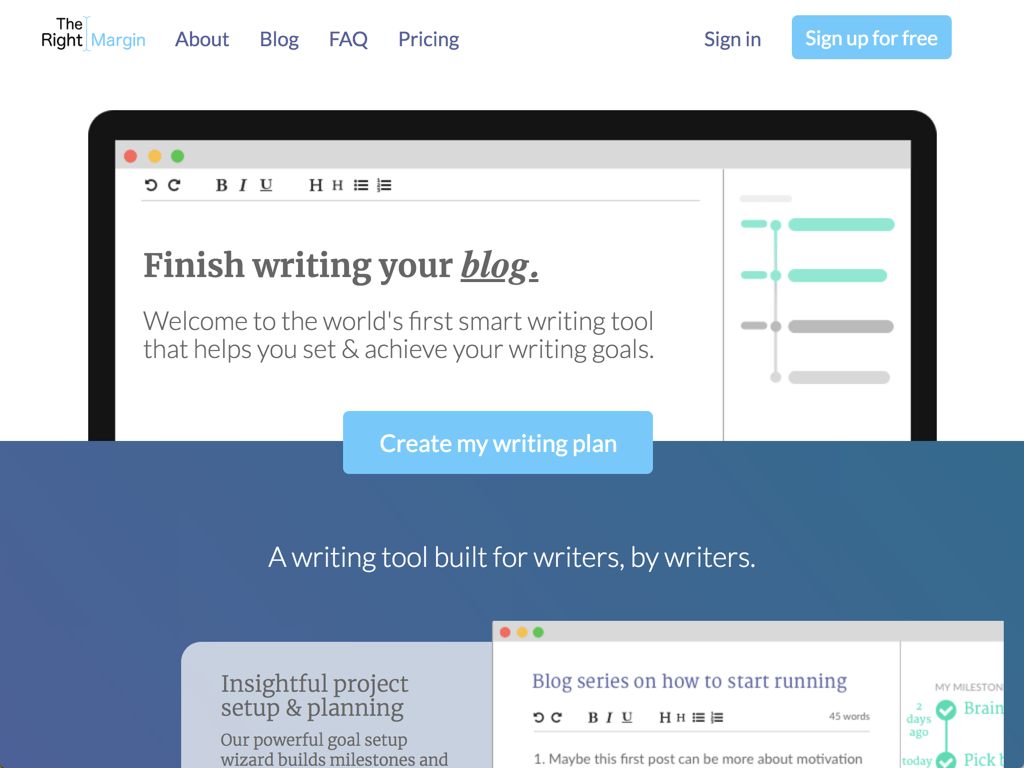 The
Right Margin
About
Blog
FAQ
Pricing
Sign in
Sign up for free
B I U H H
Finish writing your blog.
Welcome to the world's first smart writing tool
that helps you set & achieve your writing goals.
Create my writing plan
A writing tool built for writers, by writers.
Insightful project
setup & planning
Our powerful goal setup
wizard builds milestones and
Blog series on how to start running
B I U H H
45 words
1. Maybe this first post can be more about motivation
MY MILESTON
2
days
ago
Brain
today
Pick b